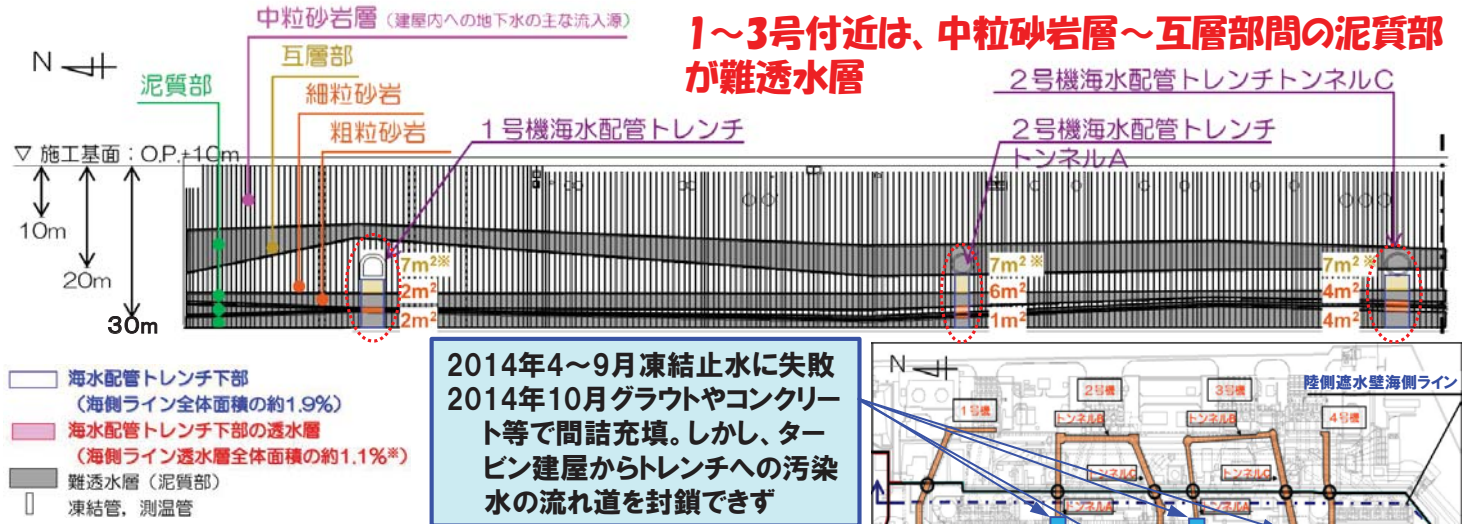 中粒砂岩層（建屋内への地下水の主な流入源）
1～3号付近は、中粒砂岩層～互層部間の泥質部
が難透水層
N
互層部
泥質部
細粒砂岩
粗粒砂岩
1号機海水配管トレンチ
2号機海水配管トレンチトンネルC
2号機海水配管トレンチ
トンネルA
▽ 施工基面：O.P.+10m
10m
20m
30m
7m²※
2m²
2m²
7m²※
6m²
1m²
7m²※
4m²
4m²
海水配管トレンチ下部
（海側ライン全体面積の約1.9%）
海水配管トレンチ下部の透水層
（海側ライン透水層全体面積の約1.1%※）
難透水層（泥質部）
凍結管，測温管
2014年4～9月凍結止水に失敗
2014年10月グラウトやコンクリー
ト等で間詰充填。しかし、ター
ビン建屋からトレンチへの汚染
水の流れ道を封鎖できず
N
陸側遮水壁海側ライン
1号機
2号機
3号機
4号機
トンネルB
トンネルB
トンネルC
トンネルC
トンネルA
トンネルA